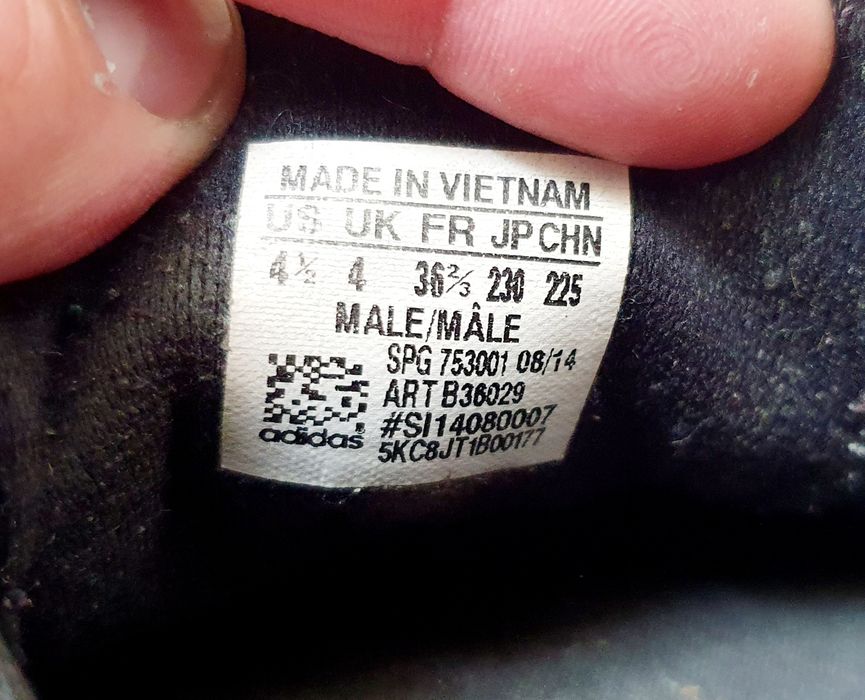 MADE IN VIETNAM
US UK FR JP CHN
4½ 4 36⅔ 230 225
MALE/MÂLE
SPG 753001 08/14
ART B36029
#SI14080007
adidas® 5KC8JT1B00177